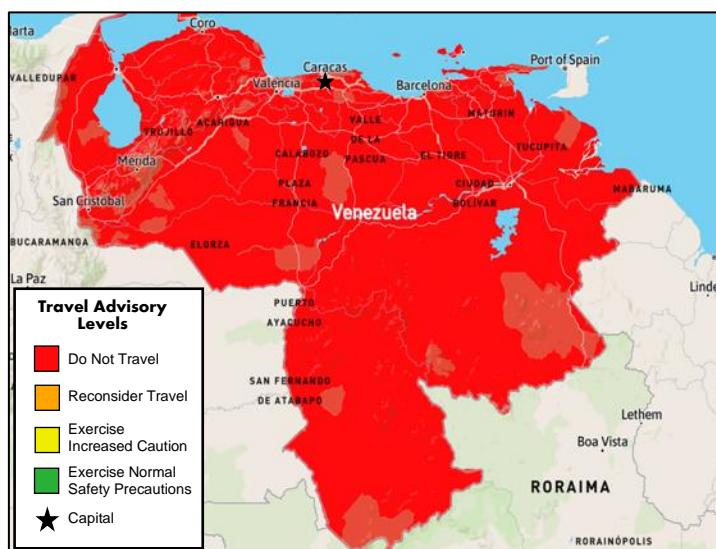 Coro
Marta
Caracas
Port of Spain
VALLEDUPAR
Valencia
Barcelona
MATURIN
ACARIGUA
VALLE
TRUJILLO
DE LA
TUCUPITA
CALABOZO
PASCUA
EL TIGRE
Mérida
PLAZA
CIUDAD
MABARUMA
San Cristóbal
FRANCIA
BOLÍVAR
Venezuela
BUCARAMANGA
ELORZA
La Paz
Linde
PUERTO
AYACUCHO
SAN FERNANDO
DE ATABAPO
Lethem
Boa Vista
RORAIMA
RORAINÓPOLIS
Travel Advisory
Levels
Do Not Travel
Reconsider Travel
Exercise
Increased Caution
Exercise Normal
Safety Precautions
Capital